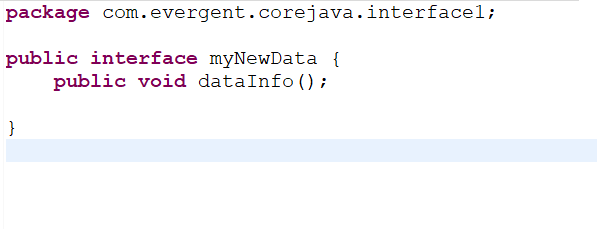 package com.evergent.corejava.interface1;
public interface myNewData {
public void dataInfo();
}